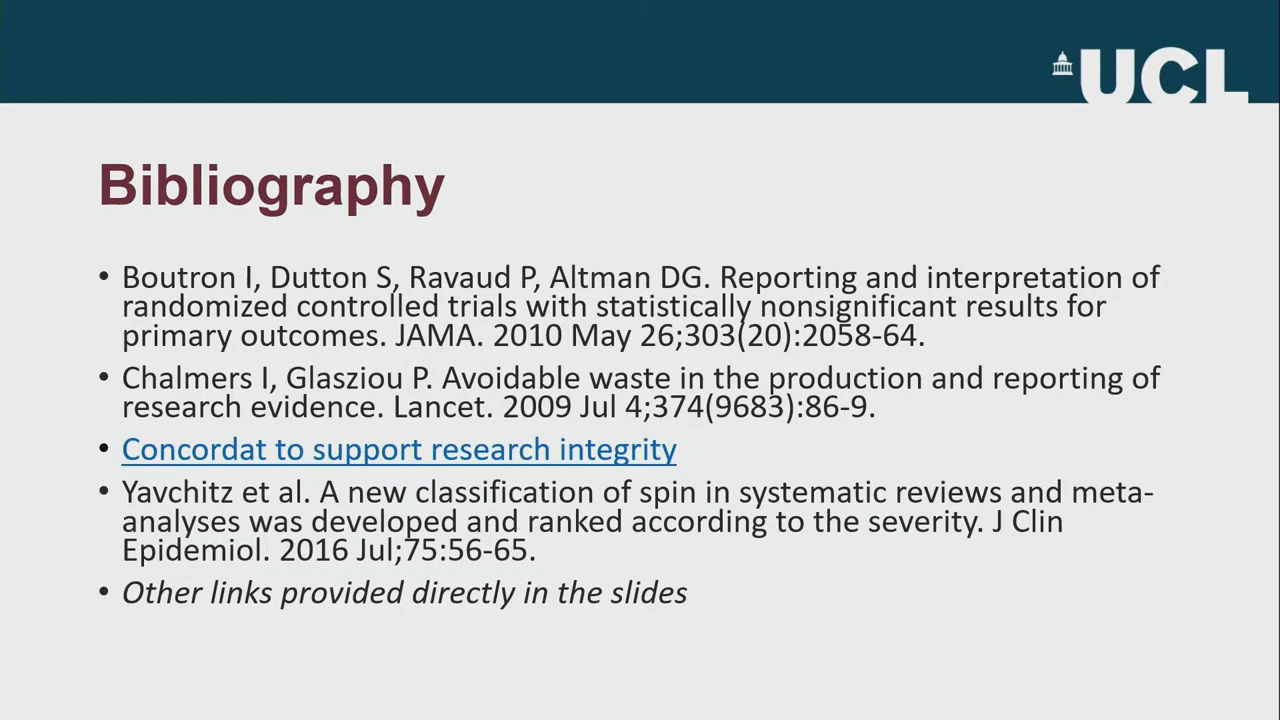 UCL
Bibliography
• Boutron I, Dutton S, Ravaud P, Altman DG. Reporting and interpretation of
randomized controlled trials with statistically nonsignificant results for
primary outcomes. JAMA. 2010 May 26;303(20):2058-64.
• Chalmers I, Glasziou P. Avoidable waste in the production and reporting of
research evidence. Lancet. 2009 Jul 4;374(9683):86-9.
• Concordat to support research integrity
• Yavchitz et al. A new classification of spin in systematic reviews and meta-
analyses was developed and ranked according to the severity. J Clin
Epidemiol. 2016 Jul;75:56-65.
• Other links provided directly in the slides